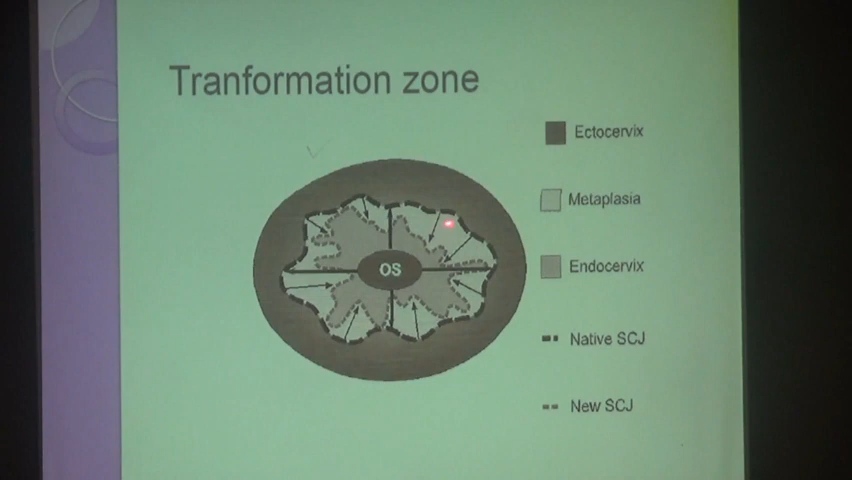 Tranformation zone
Ectocervix
Metaplasia
Endocervix
OS
Native SCJ
New SCJ